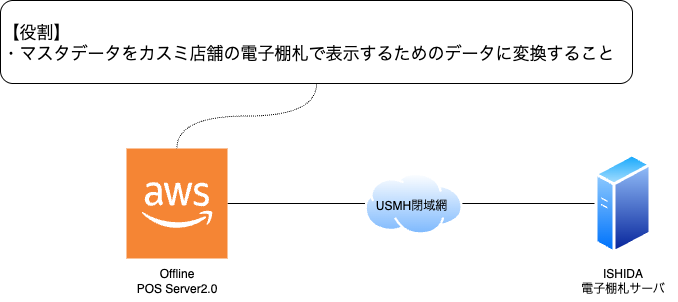 【役割】
・マスタデータをカスミ店舗の電子棚札で表示するためのデータに変換すること
aws
USMH閉域網
Offline
POS Server2.0
ISHIDA
電子棚札サーバ